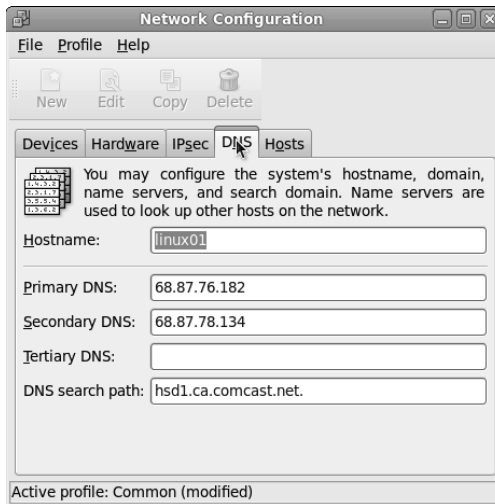 Network Configuration
File Profile Help
New Edit Copy Delete
Devices Hardware IPsec DNS Hosts
You may configure the system's hostname, domain,
name servers, and search domain. Name servers are
used to look up other hosts on the network.
Hostname: linux01
Primary DNS: 68.87.76.182
Secondary DNS: 68.87.78.134
Tertiary DNS:
DNS search path: hsd1.ca.comcast.net.
Active profile: Common (modified)